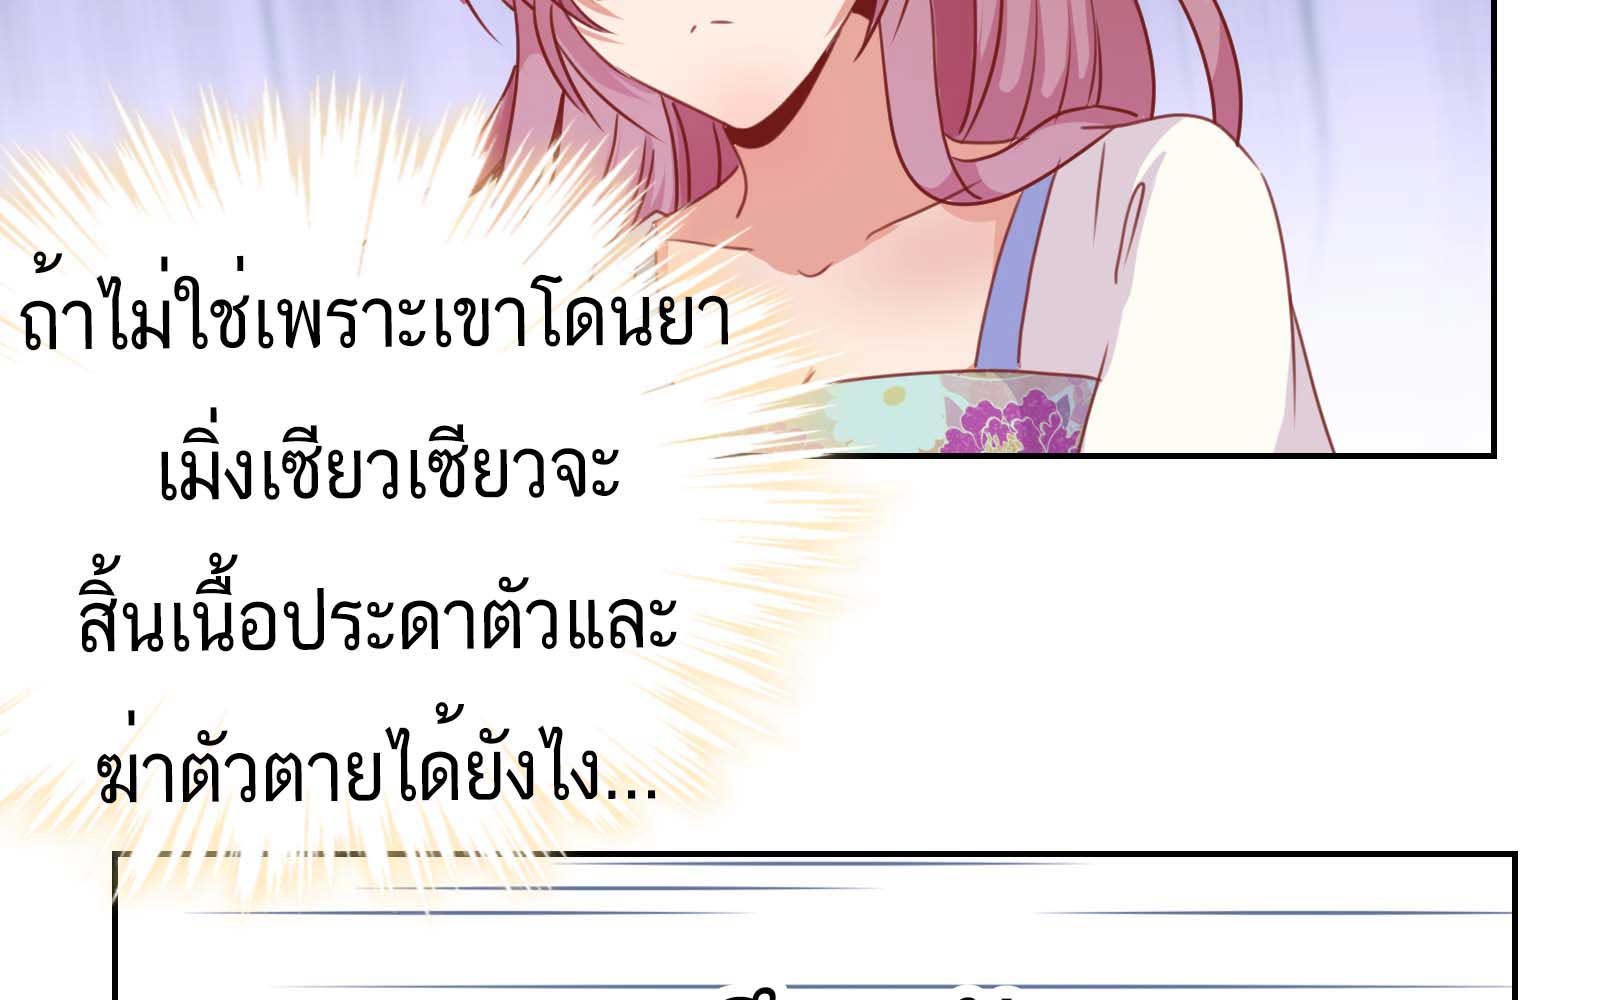 ถ้าไม่ใช่เพราะเขาโดนยา
เมิ่งเซียวเซียวจะ
สิ้นเนื้อประดาตัวและ
ฆ่าตัวตายได้ยังไง...